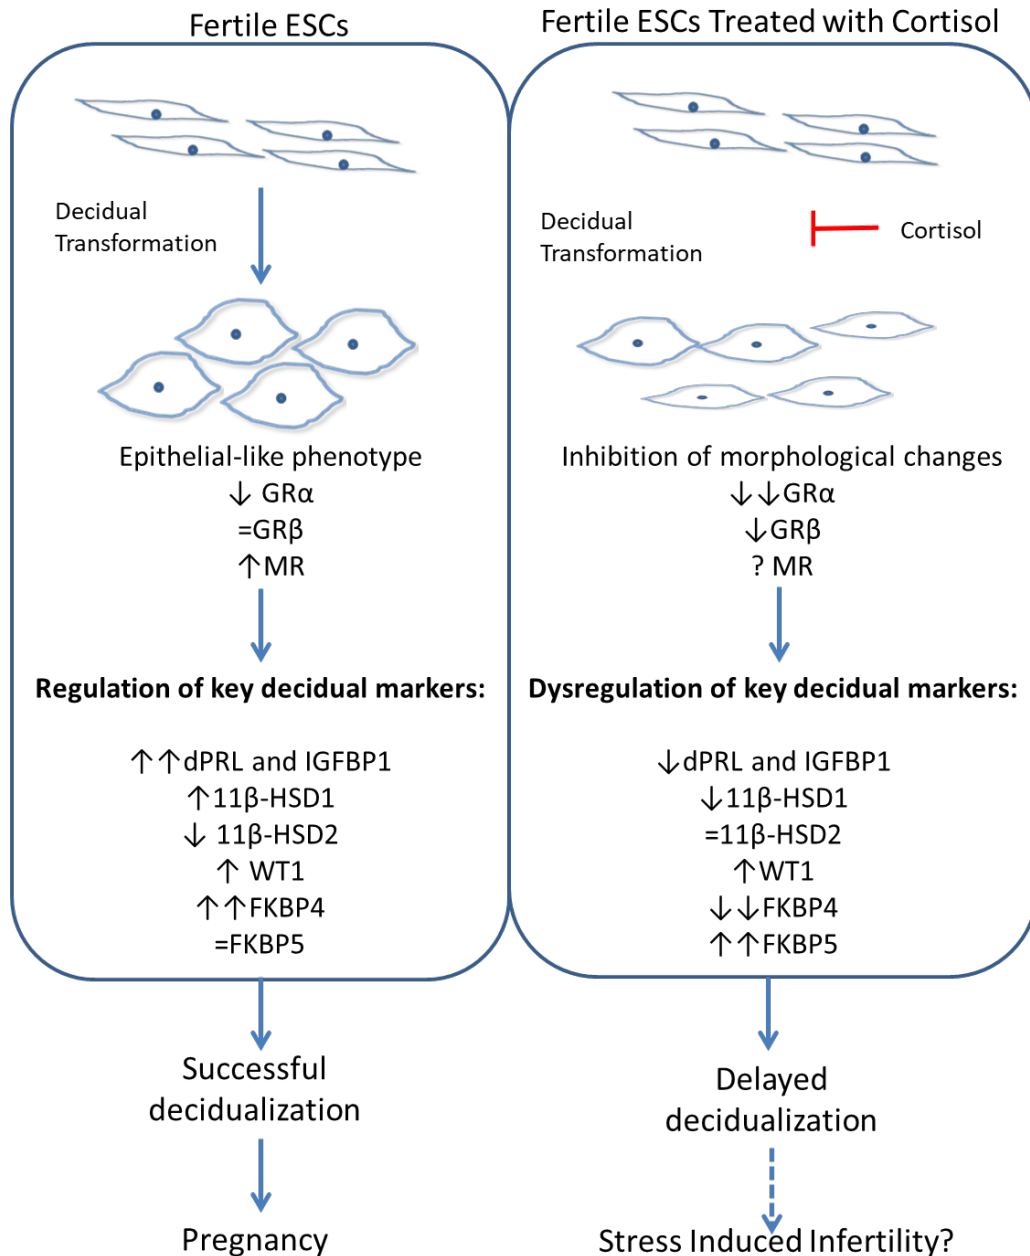 Fertile ESCs
Decidual
Transformation
Epithelial-like phenotype
↓ GRα
=GRβ
↑MR
Regulation of key decidual markers:
↑↑dPRL and IGFBP1
↑11β-HSD1
↓ 11β-HSD2
↑ WT1
↑↑FKBP4
=FKBP5
Successful
decidualization
Pregnancy
Fertile ESCs Treated with Cortisol
Decidual
Transformation
Cortisol
Inhibition of morphological changes
↓↓GRα
↓GRβ
? MR
Dysregulation of key decidual markers:
↓dPRL and IGFBP1
↓11β-HSD1
=11β-HSD2
↑WT1
↓↓FKBP4
↑↑FKBP5
Delayed
decidualization
Stress Induced Infertility?